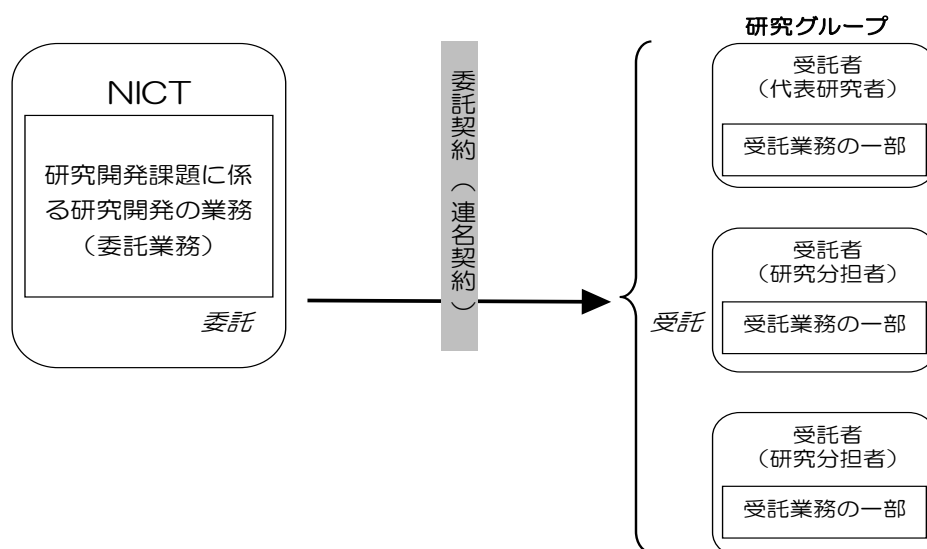 NICT
研究開発課題に係
る研究開発の業務
（委託業務）
委託
委託契約（連名契約）
受託
研究グループ
受託者
（代表研究者）
受託業務の一部
受託者
（研究分担者）
受託業務の一部
受託者
（研究分担者）
受託業務の一部